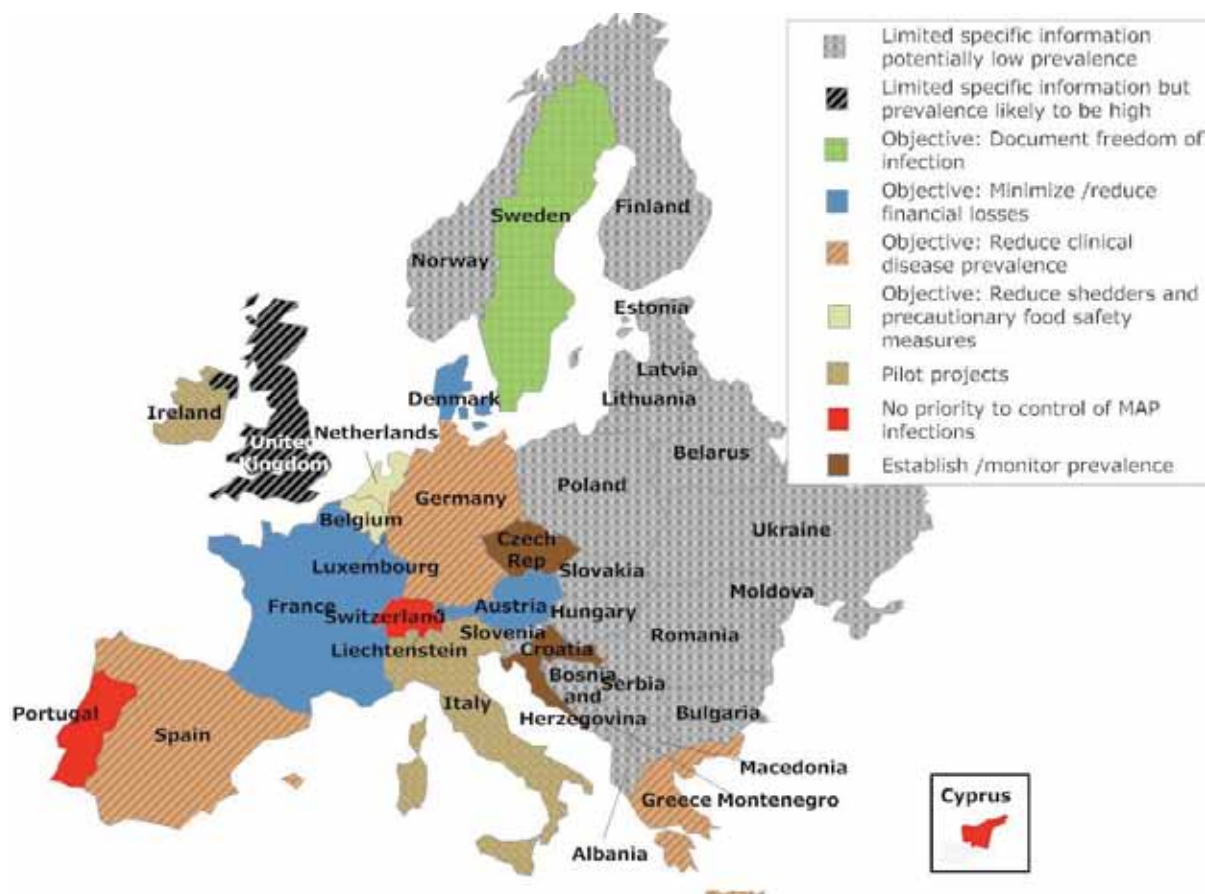 Limited specific information
potentially low prevalence
Limited specific information but
prevalence likely to be high
Objective: Document freedom of
infection
Objective: Minimize /reduce
financial losses
Objective: Reduce clinical
disease prevalence
Objective: Reduce shedders and
precautionary food safety
measures
Pilot projects
No priority to control of MAP
infections
Establish /monitor prevalence
Sweden
Finland
Norway
Estonia
Latvia
Lithuania
Denmark
Ireland
Netherlands
United
Kingdom
Belarus
Germany
Poland
Belgium
Ukraine
Czech
Rep
Luxembourg
Slovakia
Moldova
France
Switzerland
Austria
Hungary
Slovenia
Romania
Liechtenstein
Croatia
Bosnia
and
Herzegovina
Serbia
Italy
Portugal
Spain
Bulgaria
Macedonia
Greece
Montenegro
Cyprus
Albania